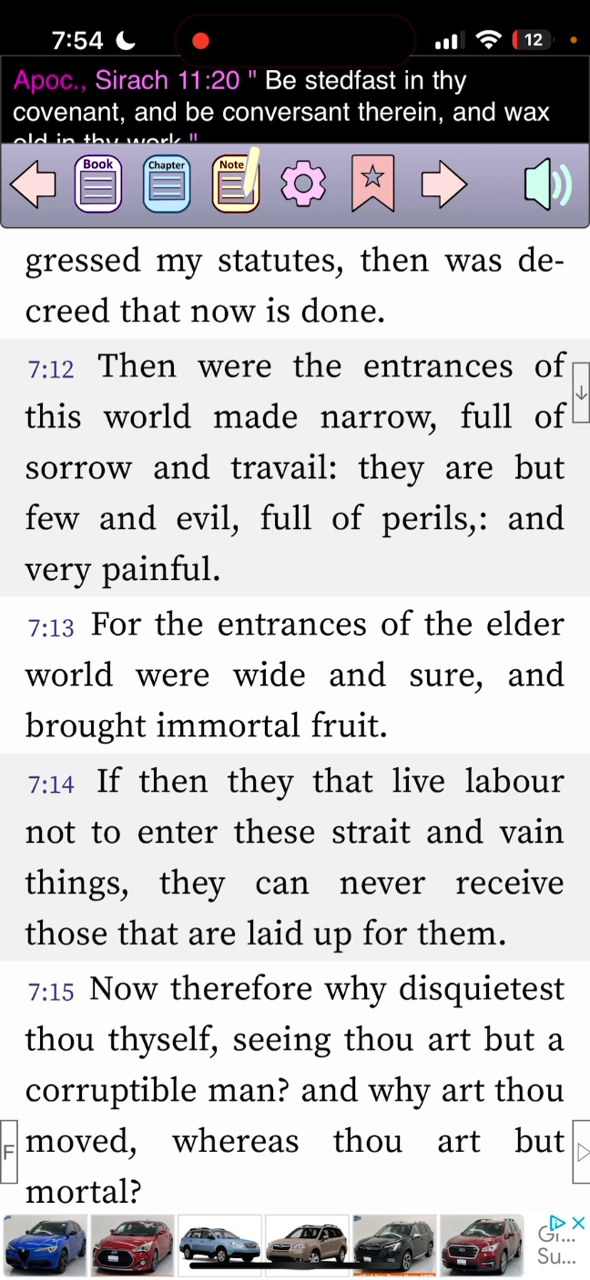 7:54
12
Apoc., Sirach 11:20 " Be stedfast in thy
covenant, and be conversant therein, and wax
old in thy work "
Book
Chapter
Note
gressed my statutes, then was de-
creed that now is done.
7:12 Then were the entrances of
this world made narrow, full of
sorrow and travail: they are but
few and evil, full of perils,: and
very painful.
7:13 For the entrances of the elder
world were wide and sure, and
brought immortal fruit.
7:14 If then they that live labour
not to enter these strait and vain
things, they can never receive
those that are laid up for them.
7:15 Now therefore why disquietest
thou thyself, seeing thou art but a
corruptible man? and why art thou
F moved, whereas thou art but
mortal?
Su...